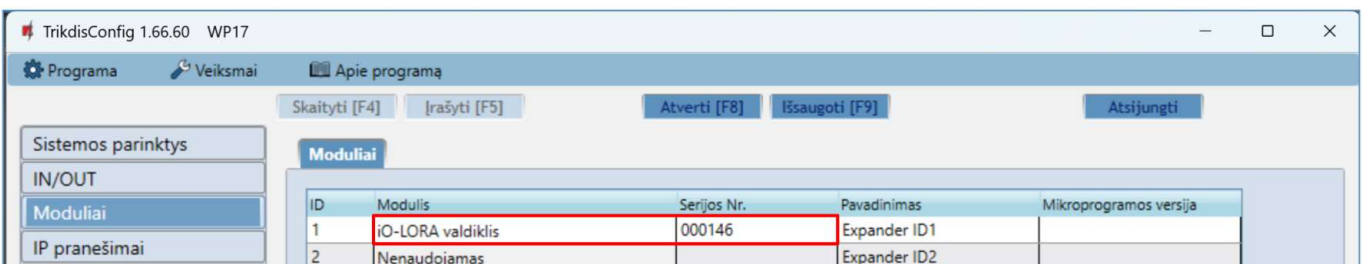 TrikdisConfig 1.66.60 WP17
Programa Veiksmai Apie programą
Skaityti [F4] Įrašyti [F5] Atverti [F8] Išsaugoti [F9] Atsijungti
Sistemos parinktys
IN/OUT
Moduliai
IP pranešimai
Moduliai
ID Modulis Serijos Nr. Pavadinimas Mikroprogramos versija
1 iO-LORA valdiklis 000146 Expander ID1
2 Nenaudojamas Expander ID2